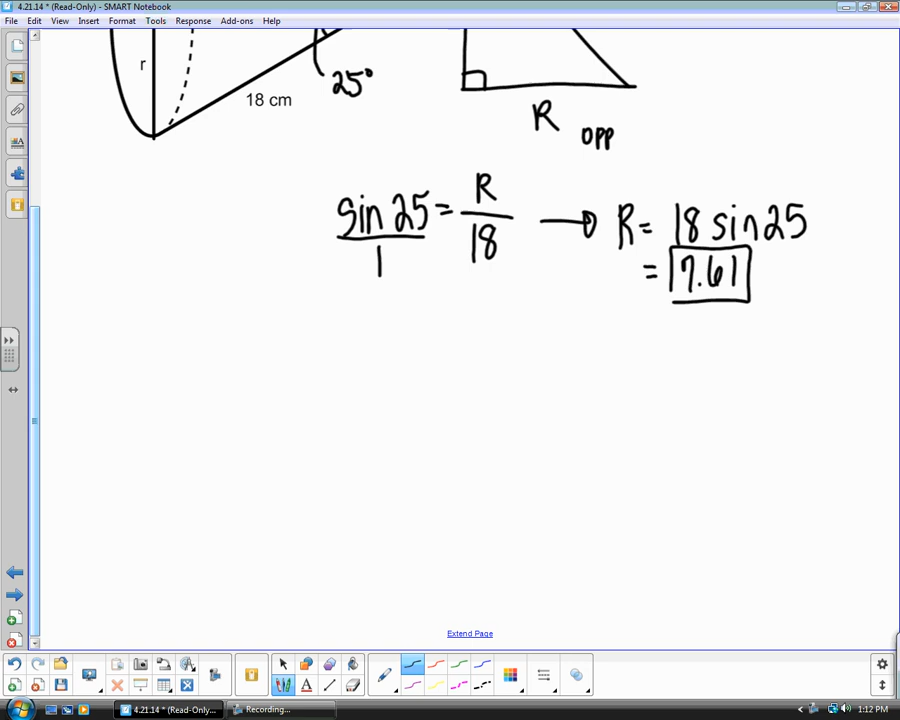 4.21.14 * (Read-Only) - SMART Notebook
File Edit View Insert Format Tools Response Add-ons Help
r
25°
18 cm
R
opp
sin 25 = R
1 18
R = 18 sin 25
= 7.61
Extend Page
4.21.14 * (Read-Only...
Recording...
1:12 PM